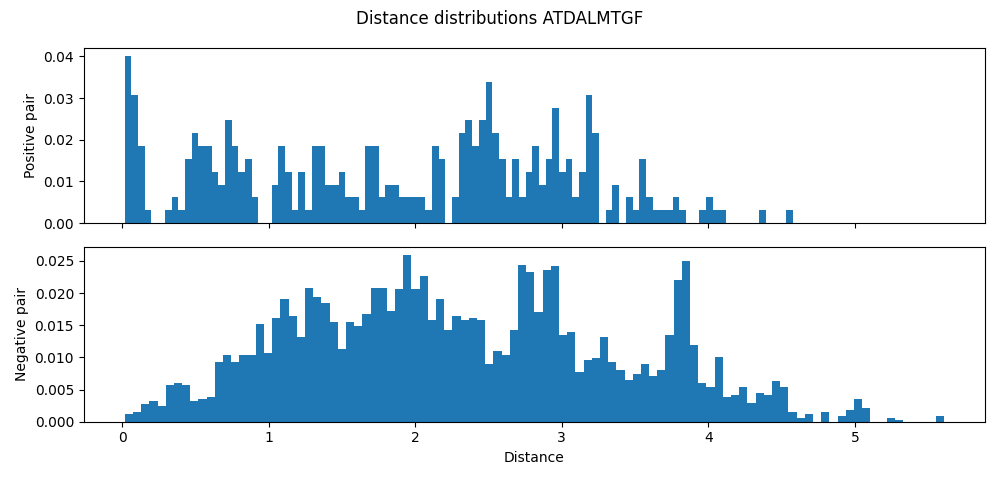 Distance distributions ATDALMTGF
0.04
0.03
0.02
0.01
0.00
Positive pair
0.025
0.020
0.015
0.010
0.005
0.000
Negative pair
0 1 2 3 4 5
Distance